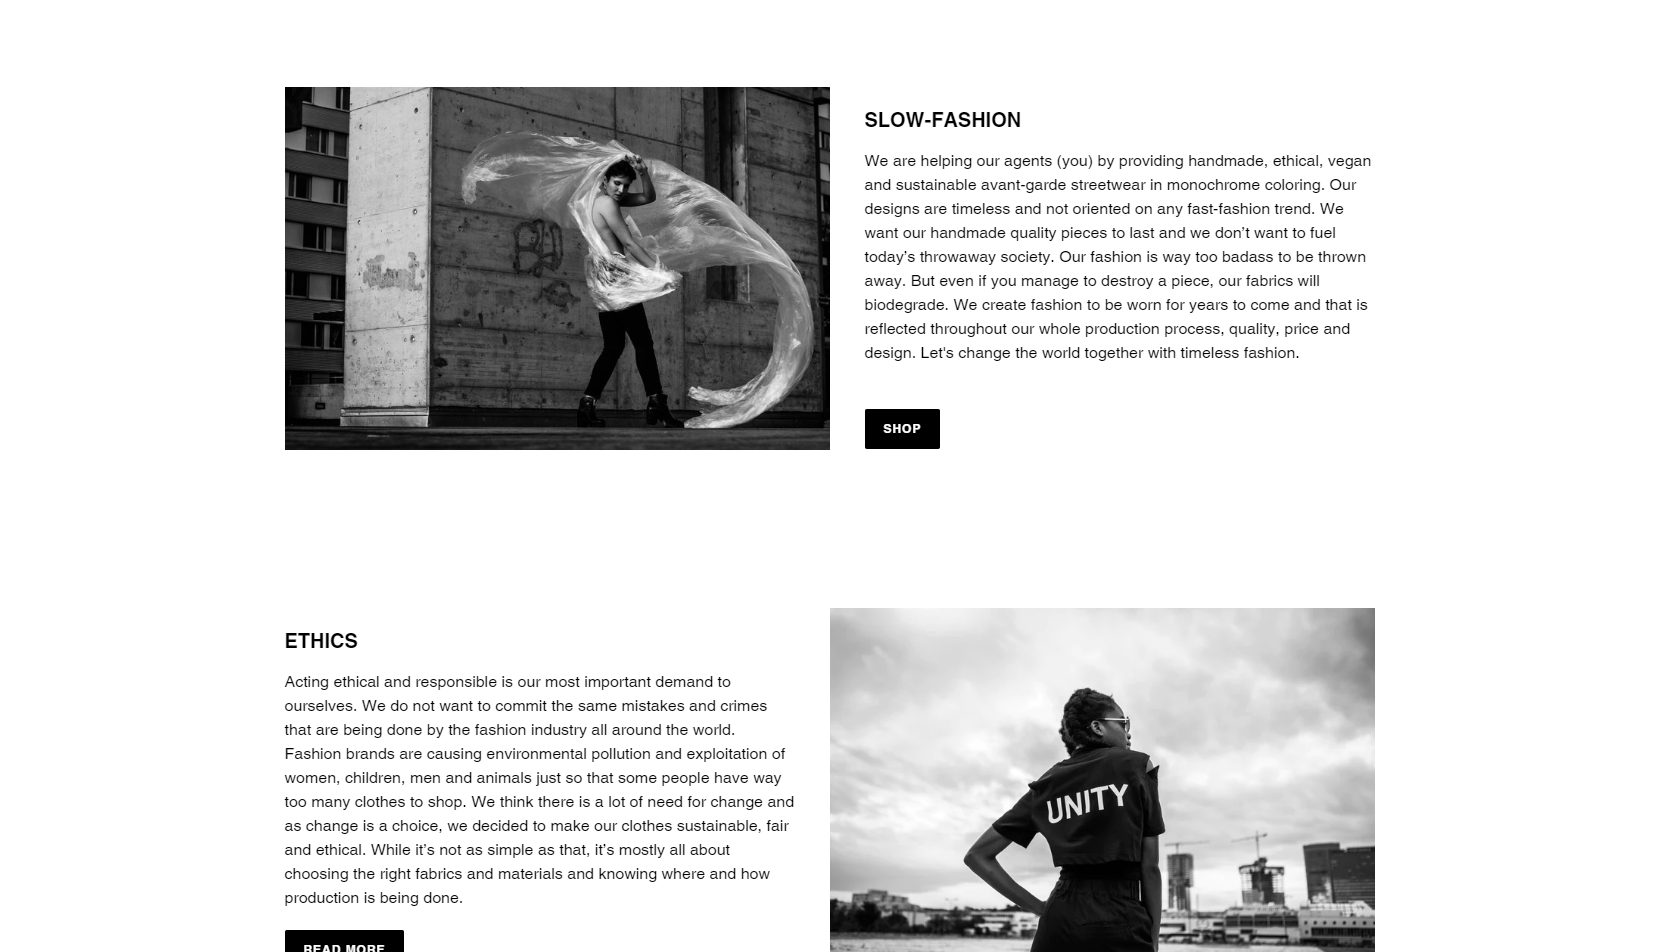 SLOW-FASHION
We are helping our agents (you) by providing handmade, ethical, vegan
and sustainable avant-garde streetwear in monochrome coloring. Our
designs are timeless and not oriented on any fast-fashion trend. We
want our handmade quality pieces to last and we don’t want to fuel
today’s throwaway society. Our fashion is way too badass to be thrown
away. But even if you manage to destroy a piece, our fabrics will
biodegrade. We create fashion to be worn for years to come and that is
reflected throughout our whole production process, quality, price and
design. Let's change the world together with timeless fashion.
SHOP
ETHICS
Acting ethical and responsible is our most important demand to
ourselves. We do not want to commit the same mistakes and crimes
that are being done by the fashion industry all around the world.
Fashion brands are causing environmental pollution and exploitation of
women, children, men and animals just so that some people have way
too many clothes to shop. We think there is a lot of need for change and
as change is a choice, we decided to make our clothes sustainable, fair
and ethical. While it’s not as simple as that, it’s mostly all about
choosing the right fabrics and materials and knowing where and how
production is being done.
READ MORE
UNITY